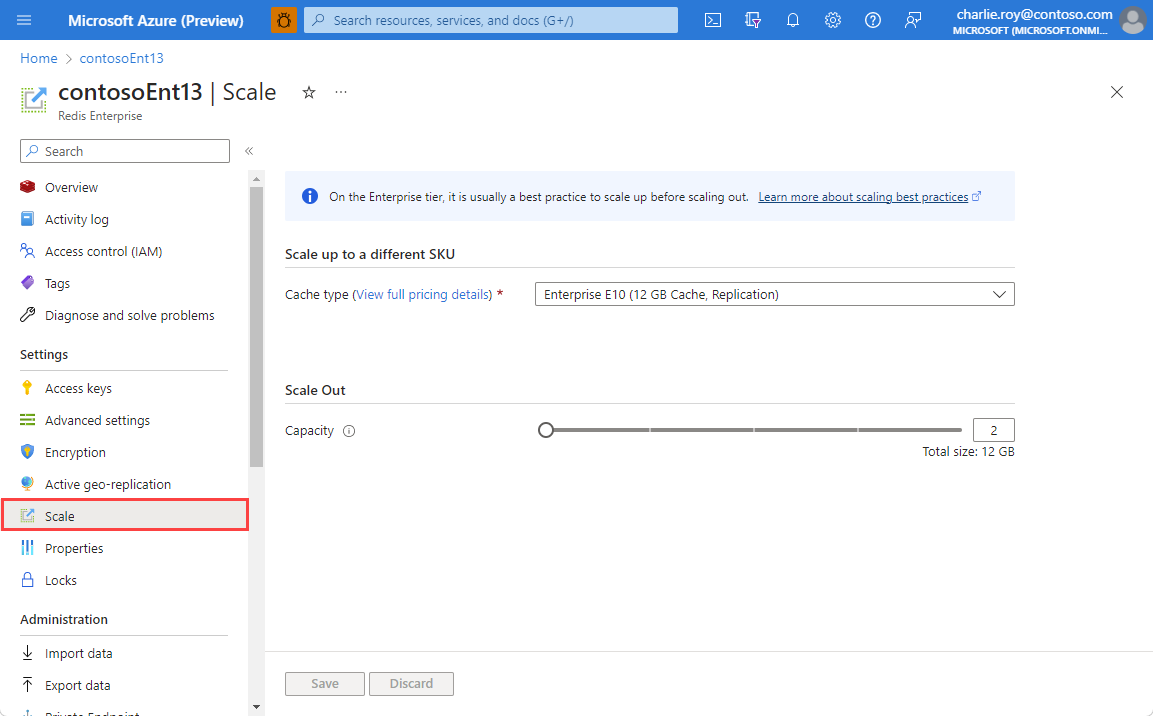 Microsoft Azure (Preview)
Search resources, services, and docs (G+/)
charlie.roy@contoso.com
MICROSOFT (MICROSOFT.ONMI...
Home > contosoEnt13
contosoEnt13 | Scale
Redis Enterprise
Search
Overview
Activity log
Access control (IAM)
Tags
Diagnose and solve problems
Settings
Access keys
Advanced settings
Encryption
Active geo-replication
Scale
Properties
Locks
Administration
Import data
Export data
Private Endpoint
On the Enterprise tier, it is usually a best practice to scale up before scaling out. Learn more about scaling best practices
Scale up to a different SKU
Cache type (View full pricing details) *
Enterprise E10 (12 GB Cache, Replication)
Scale Out
Capacity
2
Total size: 12 GB
Save
Discard